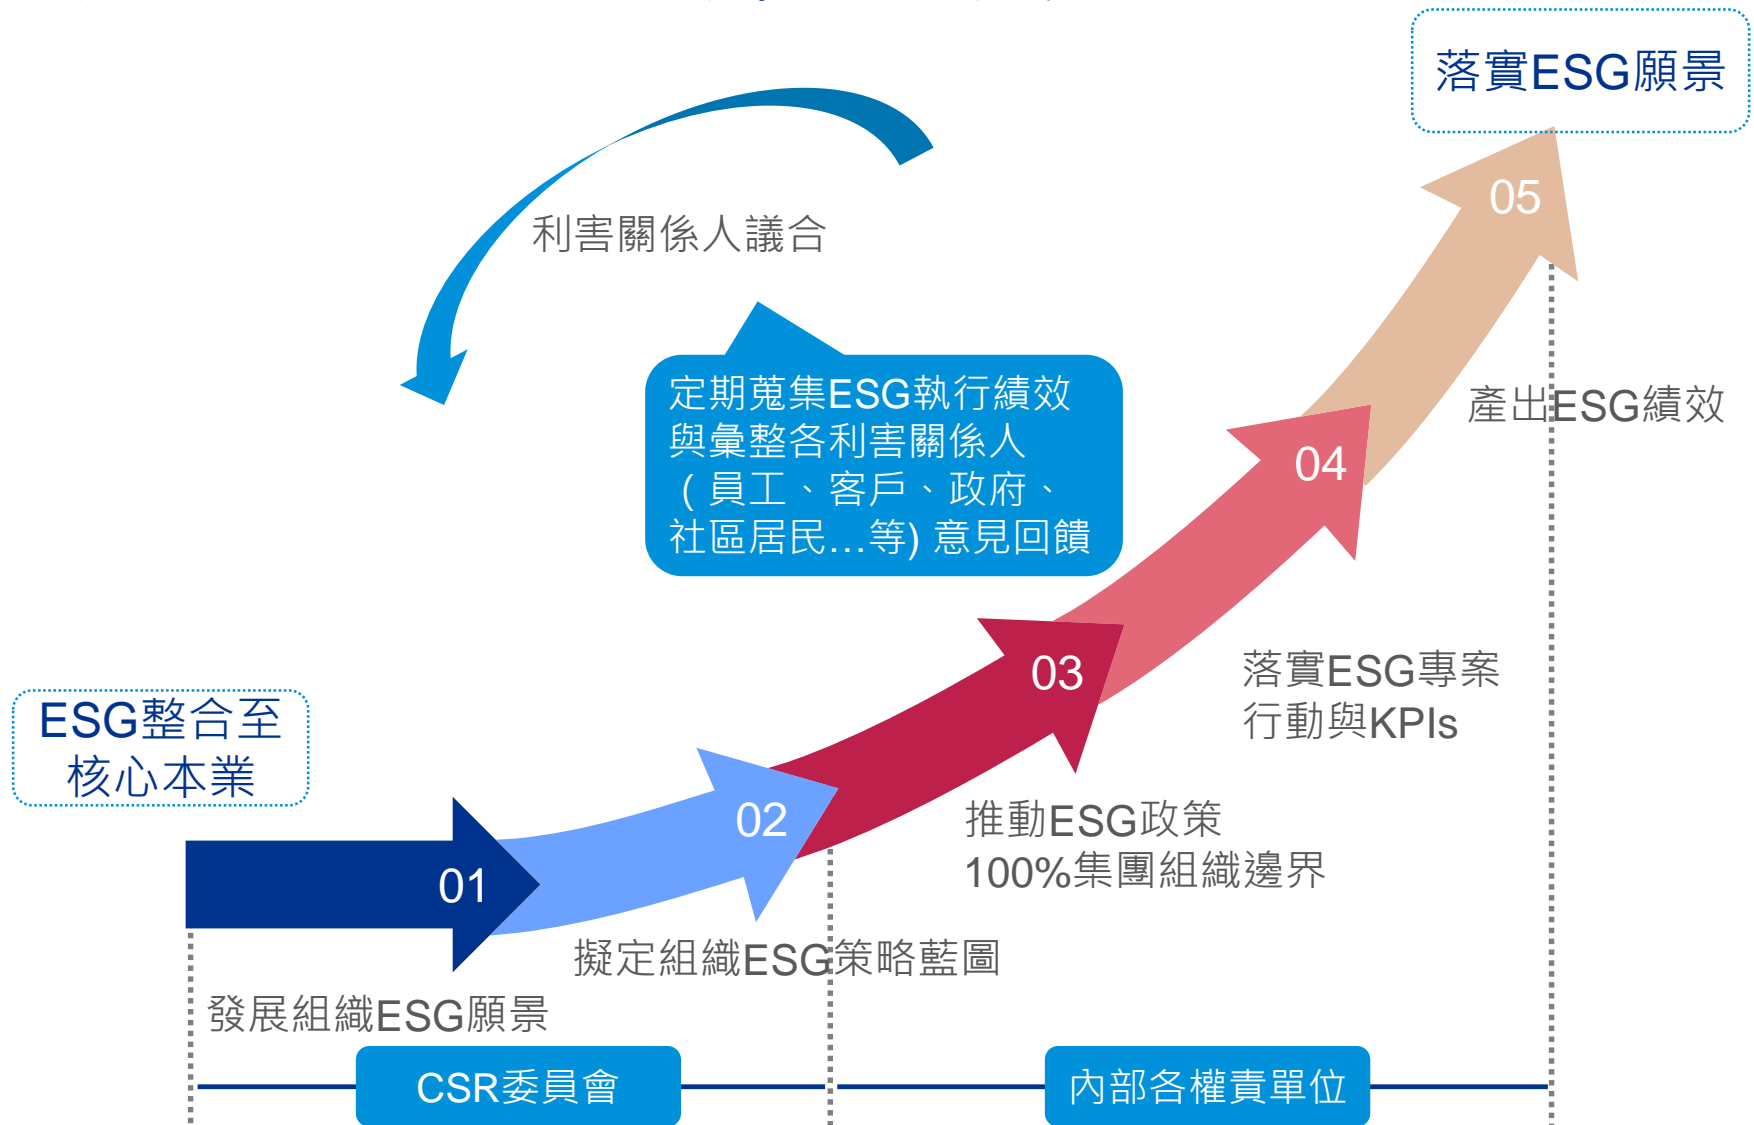 落實ESG願景
05
利害關係人議合
定期蒐集ESG執行績效
與彙整各利害關係人
(員工、客戶、政府、
社區居民...等) 意見回饋
產出ESG績效
04
03
落實ESG專案
行動與KPIs
ESG整合至
核心本業
02
推動ESG政策
100%集團組織邊界
01
擬定組織ESG策略藍圖
發展組織ESG願景
CSR委員會
內部各權責單位